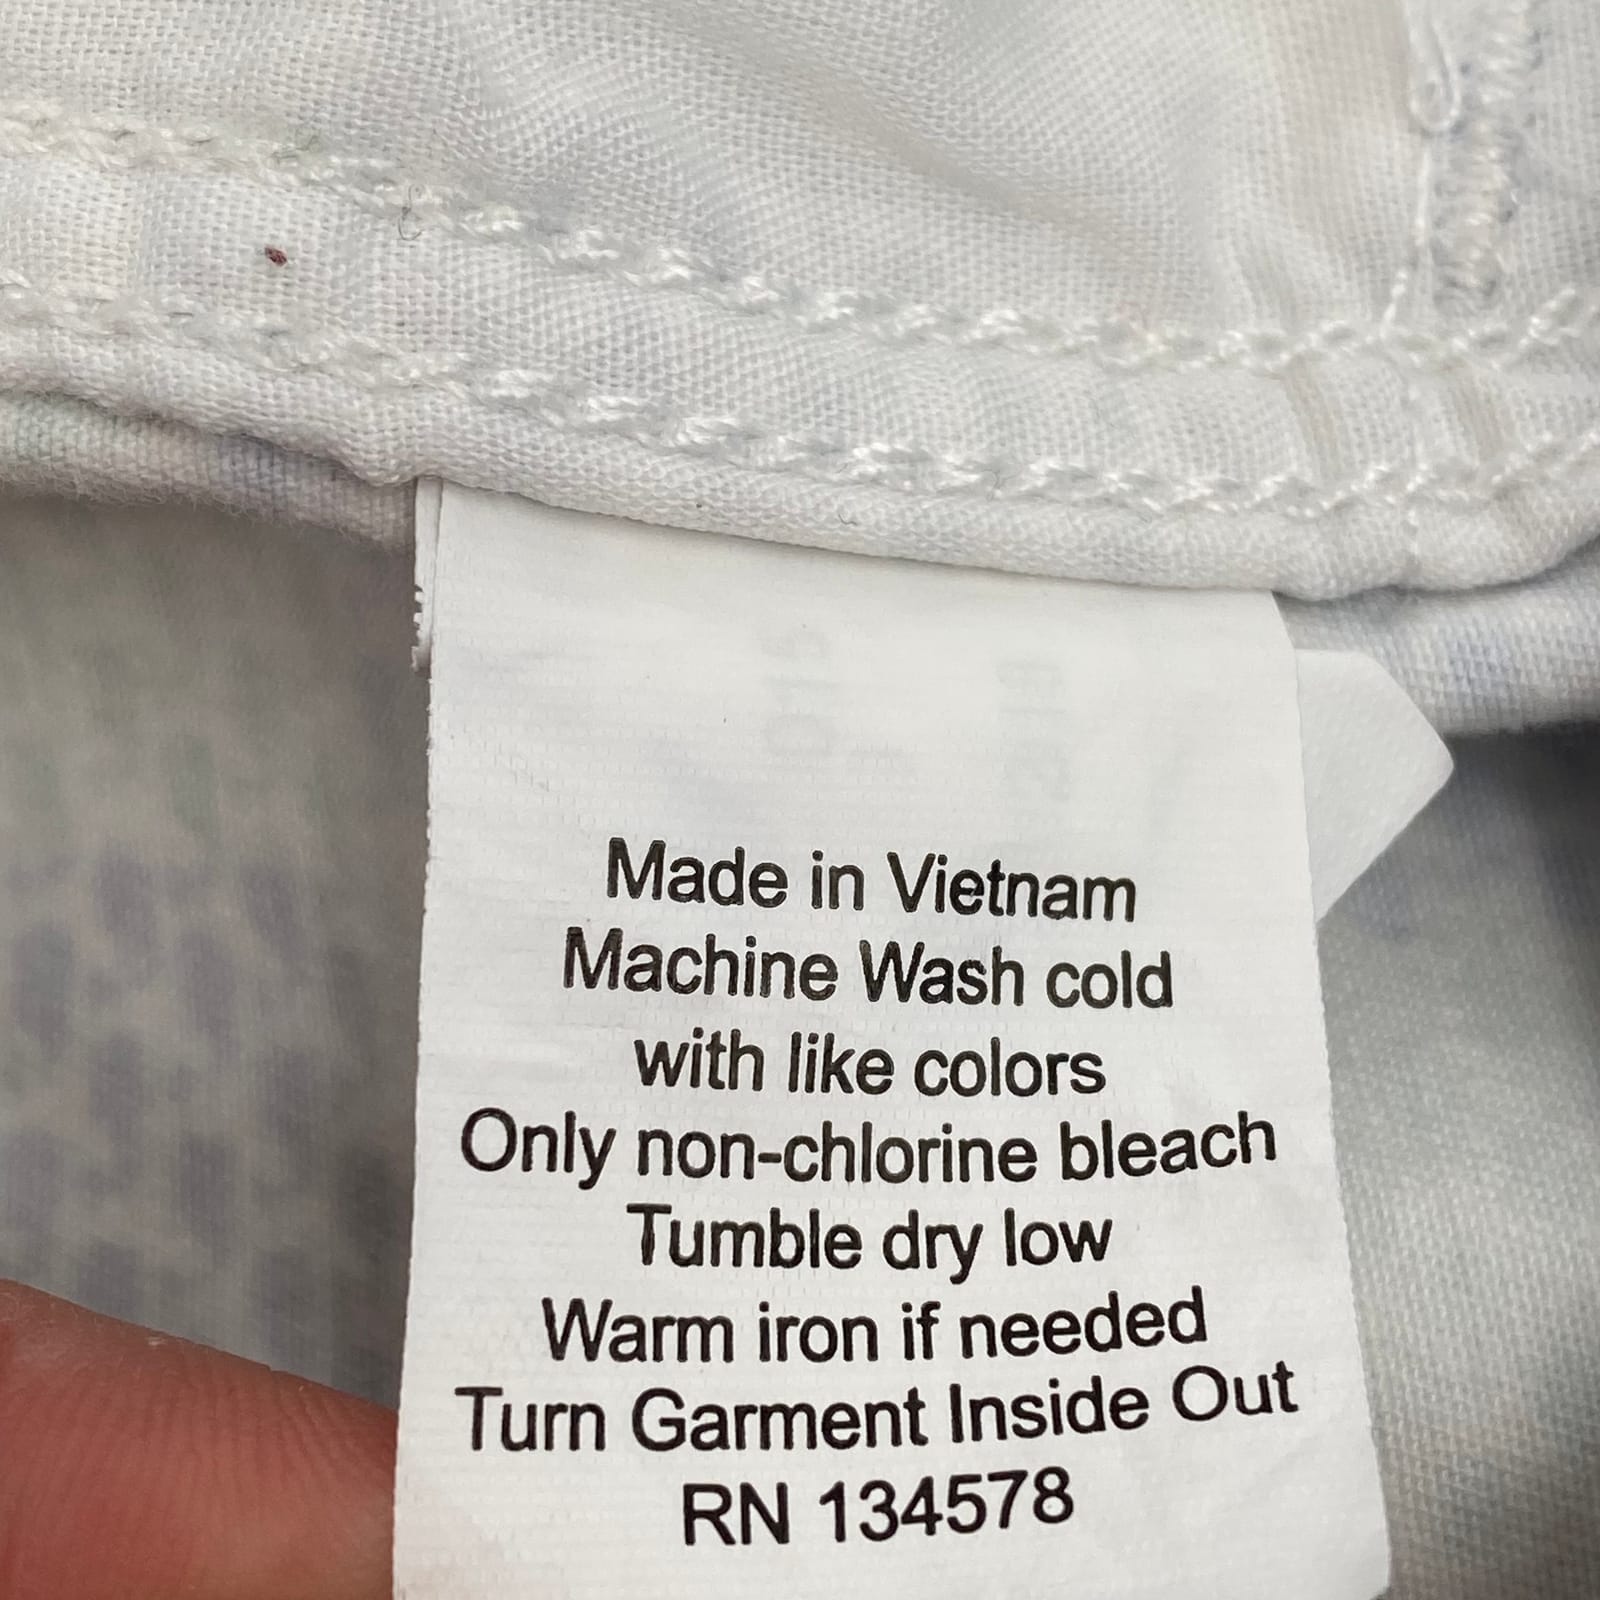 Made in Vietnam
Machine Wash cold
with like colors
Only non-chlorine bleach
Tumble dry low
Warm iron if needed
Turn Garment Inside Out
RN 134578